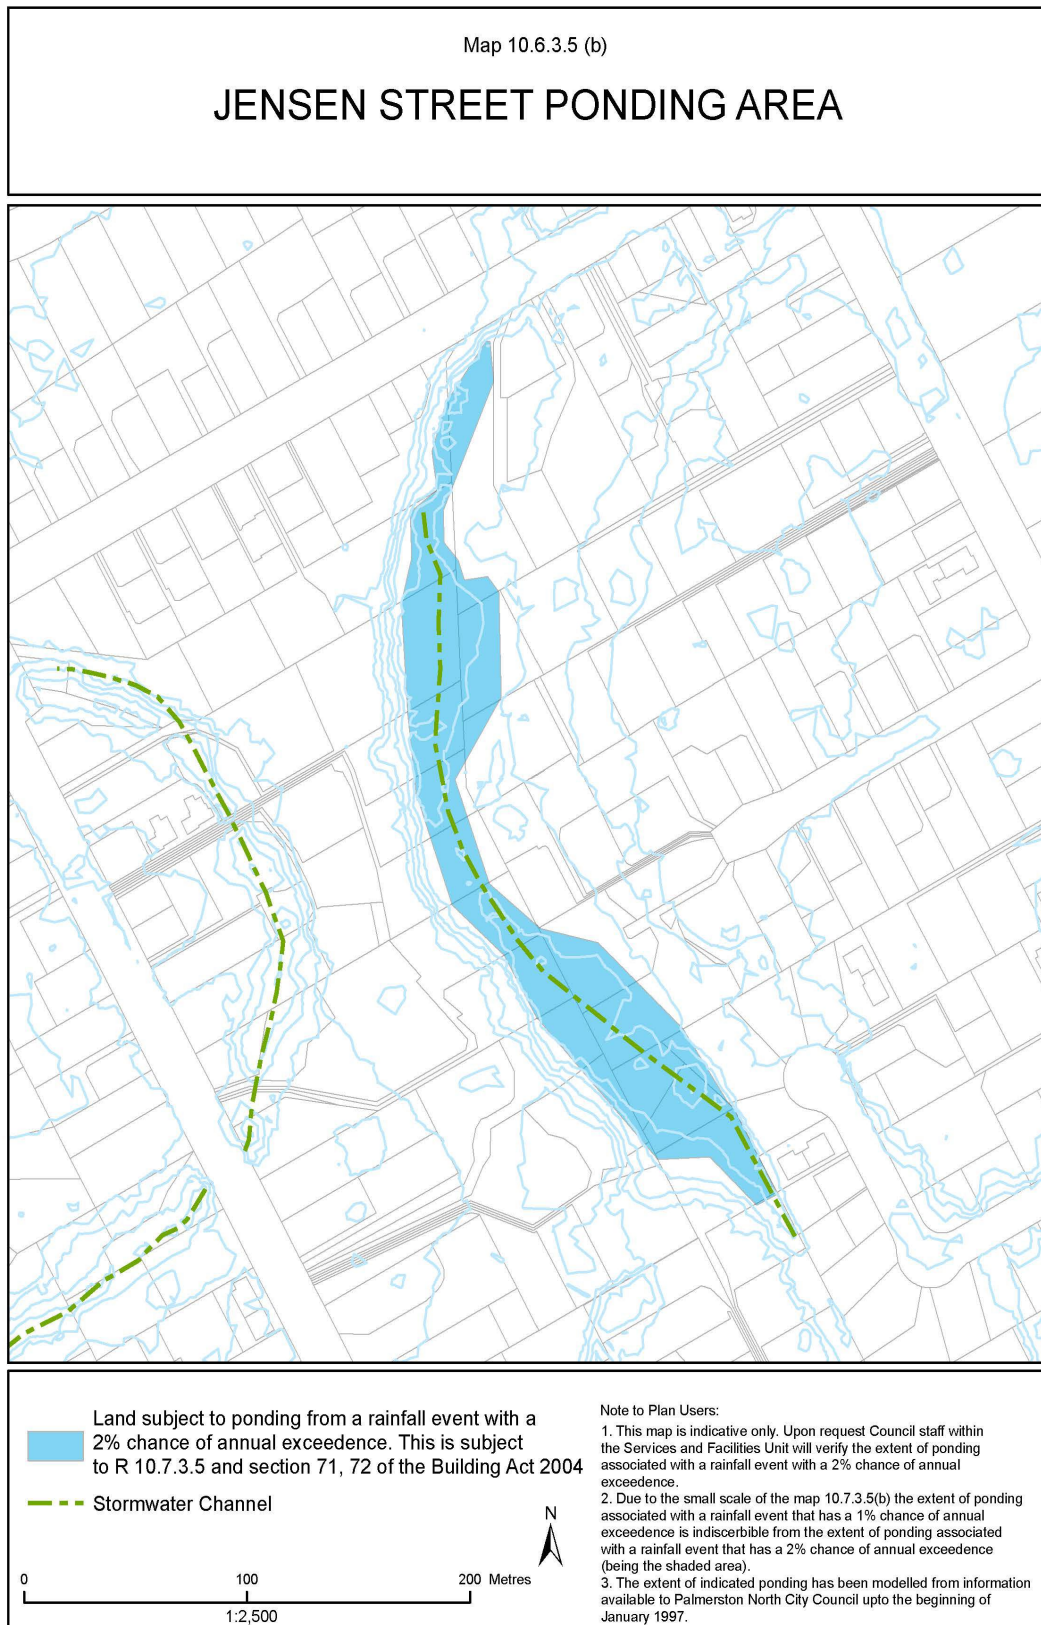 Map 10.6.3.5 (b)
JENSEN STREET PONDING AREA
Land subject to ponding from a rainfall event with a
2% chance of annual exceedence. This is subject
to R 10.7.3.5 and section 71, 72 of the Building Act 2004
Stormwater Channel
N
0 100 200 Metres
1:2,500
Note to Plan Users:
1. This map is indicative only. Upon request Council staff within
the Services and Facilities Unit will verify the extent of ponding
associated with a rainfall event with a 2% chance of annual
exceedence.
2. Due to the small scale of the map 10.7.3.5(b) the extent of ponding
associated with a rainfall event that has a 1% chance of annual
exceedence is indiscerbible from the extent of ponding associated
with a rainfall event that has a 2% chance of annual exceedence
(being the shaded area).
3. The extent of indicated ponding has been modelled from information
available to Palmerston North City Council upto the beginning of
January 1997.